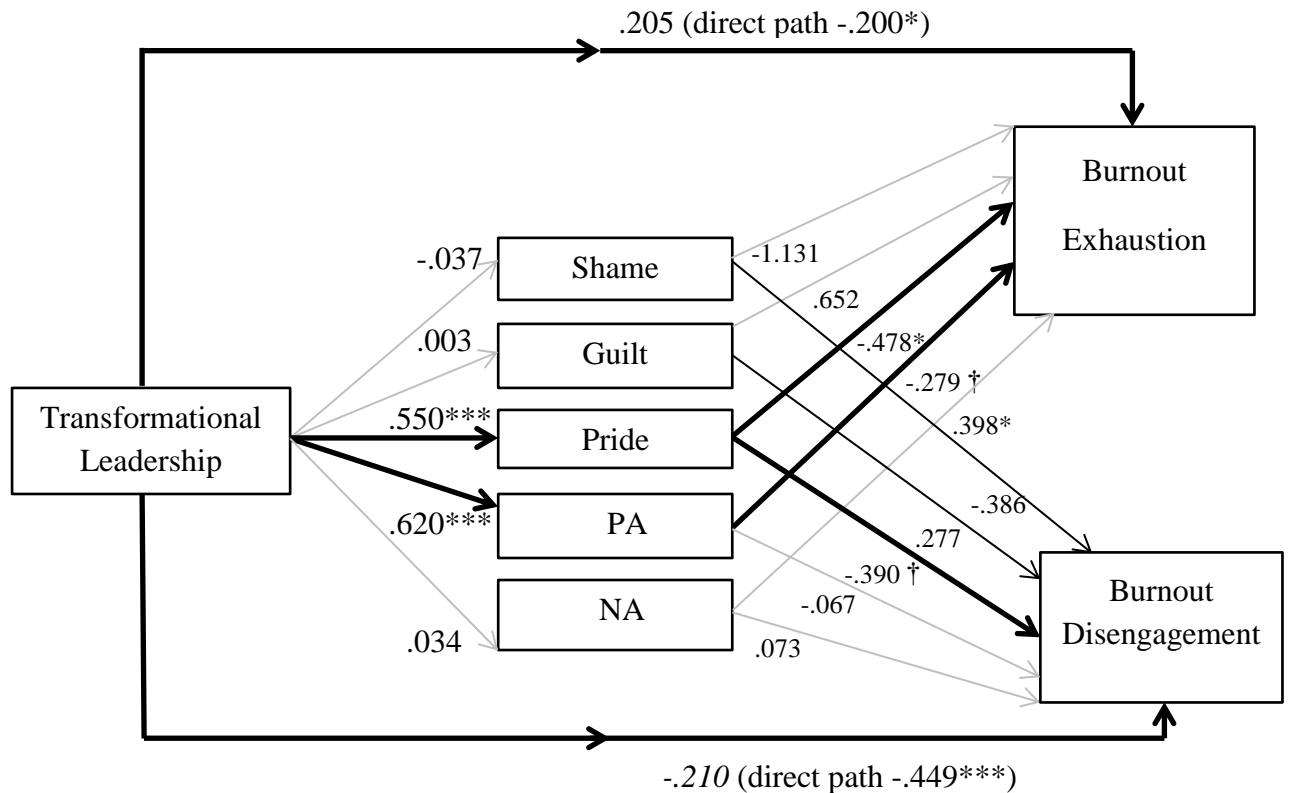 .205 (direct path -.200*)
Burnout
Exhaustion
-.037
Shame
-1.131
.652
.003
Guilt
-.478*
-.279 †
Transformational
Leadership
.550***
Pride
.398*
.620***
PA
-.386
.277
-.390 †
-.067
Burnout
Disengagement
NA
.034
.073
-.210 (direct path -.449***)